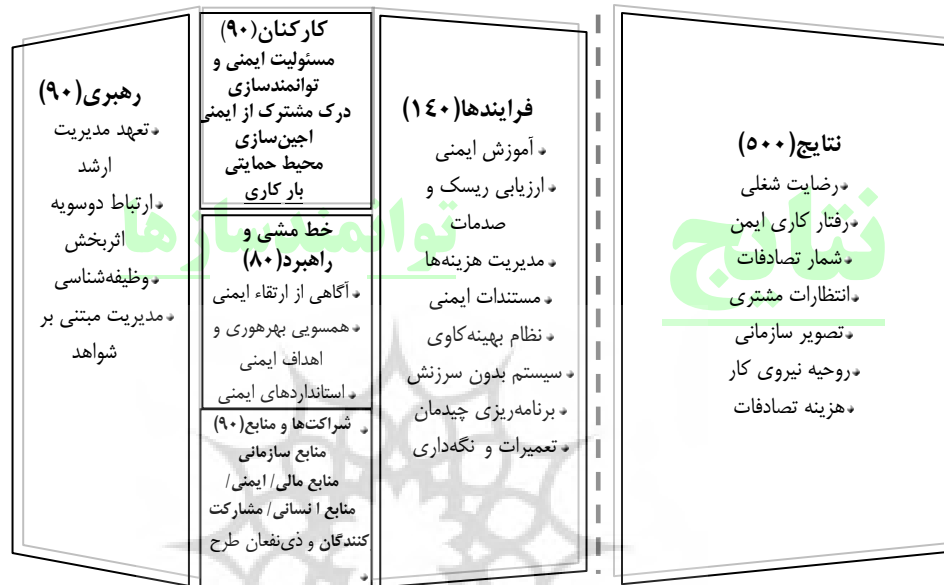 رهبری(۹۰)
تعهد مدیریت
ارشد
ارتباط دوسویه
اثربخش
وظیفه‌شناسی
مدیریت مبتنی بر
شواهد
کارکنان(۹۰)
مسئولیت ایمنی و
توانمندسازی
درک مشترک از ایمنی
اجین‌سازی
محیط حمایتی
بار کاری
خط مشی و
راهبرد(۸۰)
آگاهی از ارتقاء ایمنی
همسویی بهرهوری و
اهداف ایمنی
استانداردهای ایمنی
شراکت‌ها و منابع(۹۰)
منابع سازمانی
منابع مالی/ ایمنی/
منابع ا نسانی/ مشارکت
کنندگان و ذی‌نفعان طرح
فرایندها(۱٤۰)
آموزش ایمنی
ارزیابی ریسک و
صدمات
مدیریت هزینه‌ها
مستندات ایمنی
نظام بهینه‌کاوی
سیستم بدون سرزنش
برنامه‌ریزی چیدمان
تعمیرات و نگه‌داری
توانمندسازها
نتایج(۵۰۰)
رضایت شغلی
رفتار کاری ایمن
شمار تصادفات
انتظارات مشتری
تصویر سازمانی
روحیه نیروی کار
هزینه تصادفات
نتایج